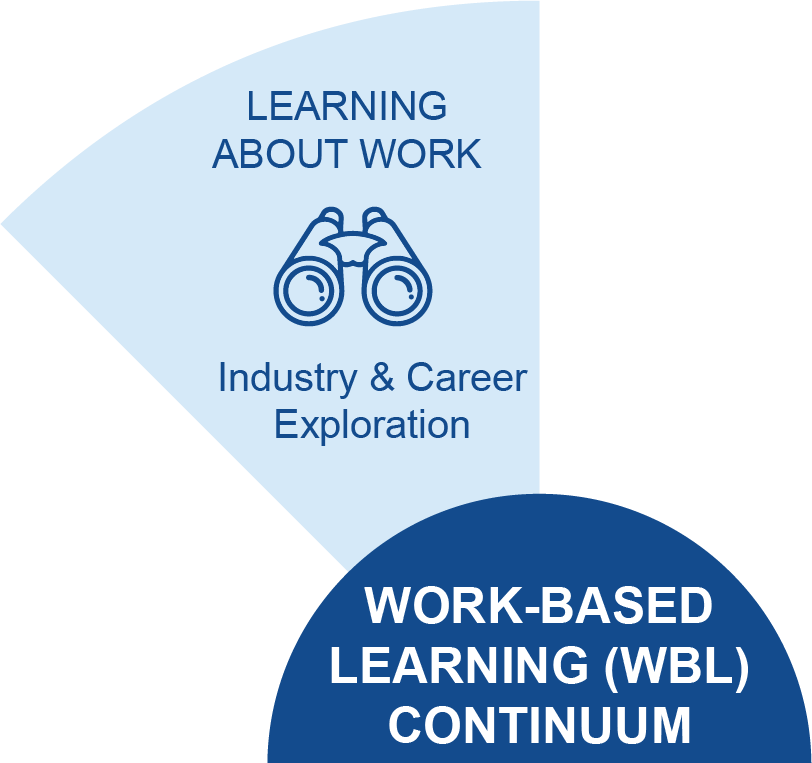 LEARNING
ABOUT WORK
Industry & Career
Exploration
WORK-BASED
LEARNING (WBL)
CONTINUUM